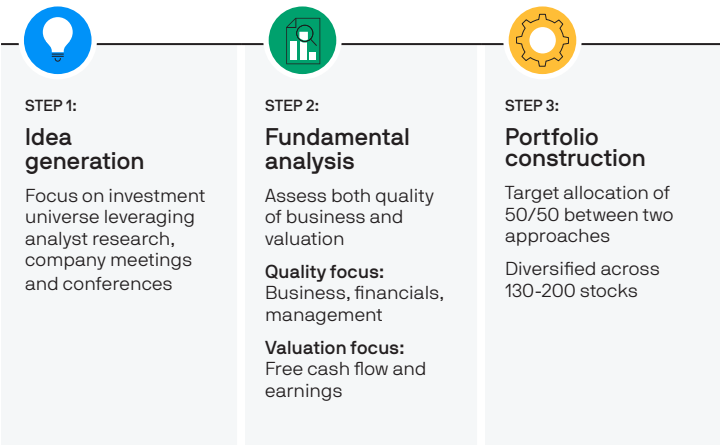 STEP 1:
Idea
generation
Focus on investment
universe leveraging
analyst research,
company meetings
and conferences
STEP 2:
Fundamental
analysis
Assess both quality
of business and
valuation
Quality focus:
Business, financials,
management
Valuation focus:
Free cash flow and
earnings
STEP 3:
Portfolio
construction
Target allocation of
50/50 between two
approaches
Diversified across
130-200 stocks